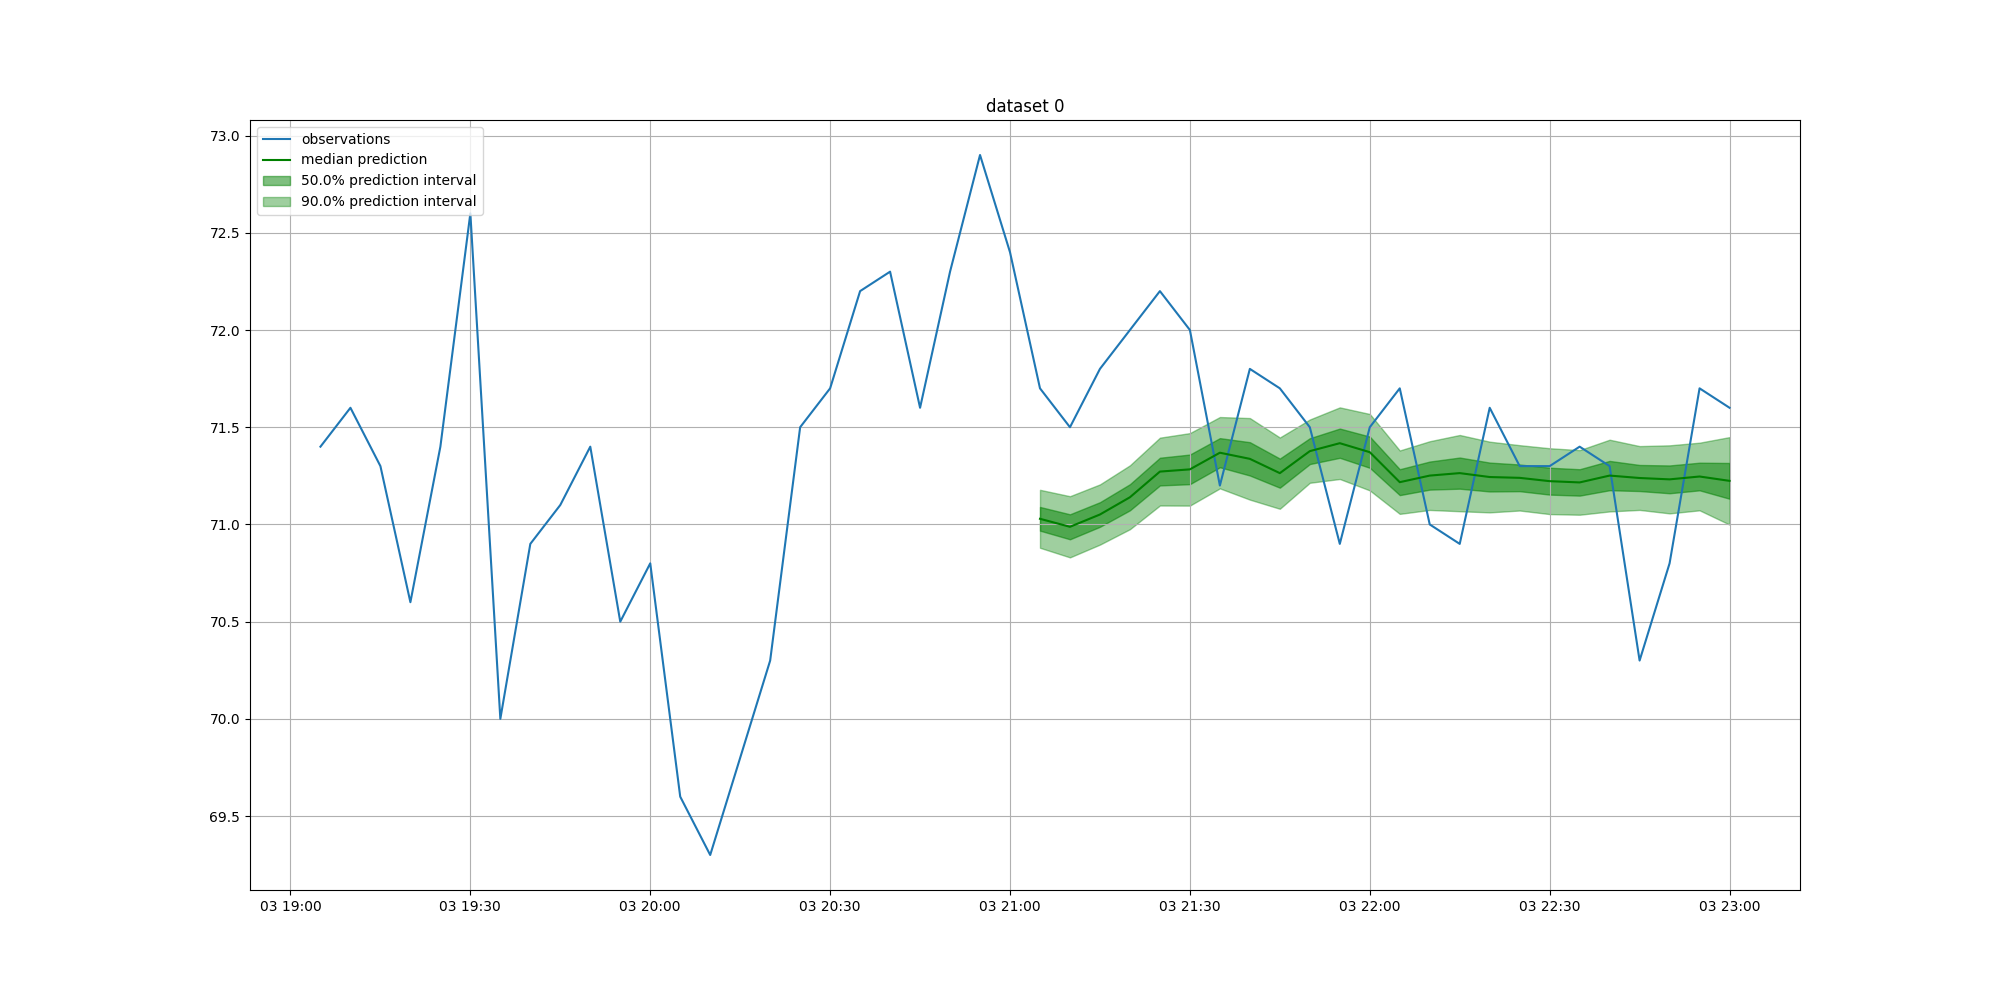 dataset 0
observations
median prediction
50.0% prediction interval
90.0% prediction interval
73.0
72.5
72.0
71.5
71.0
70.5
70.0
69.5
03 19:00 03 19:30 03 20:00 03 20:30 03 21:00 03 21:30 03 22:00 03 22:30 03 23:00